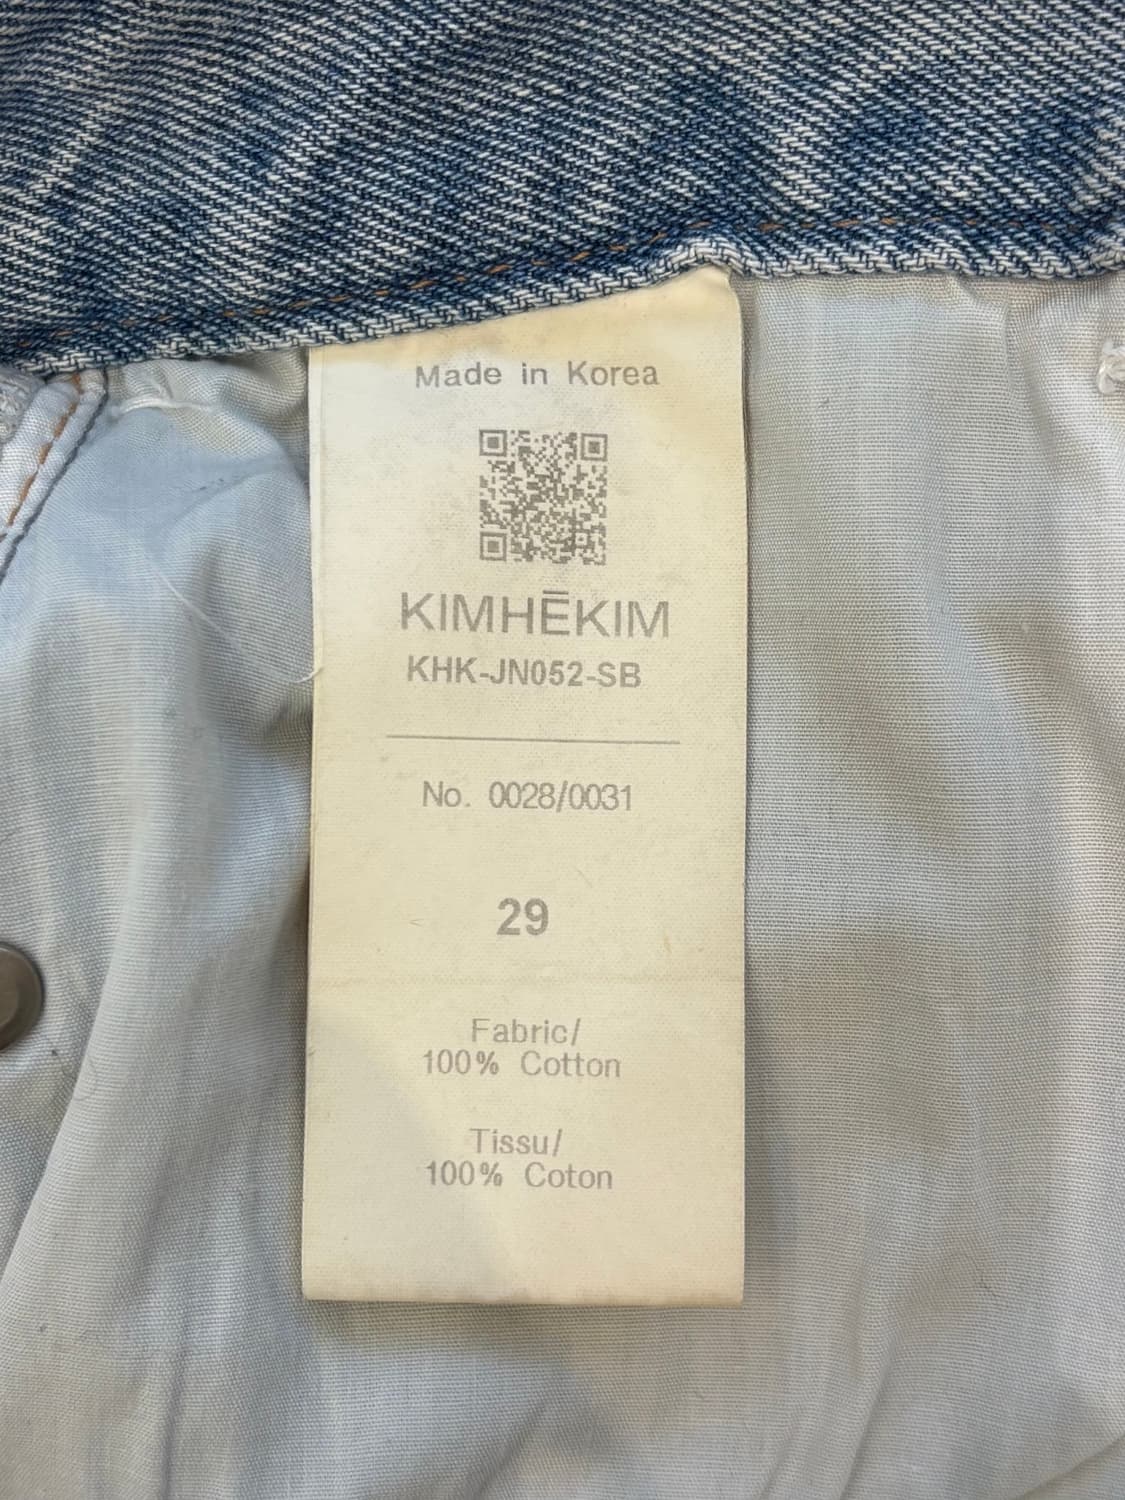 Made in Korea
KIMHĒKIM
KHK-JN052-SB
No. 0028/0031
29
Fabric/
100% Cotton
Tissu/
100% Coton